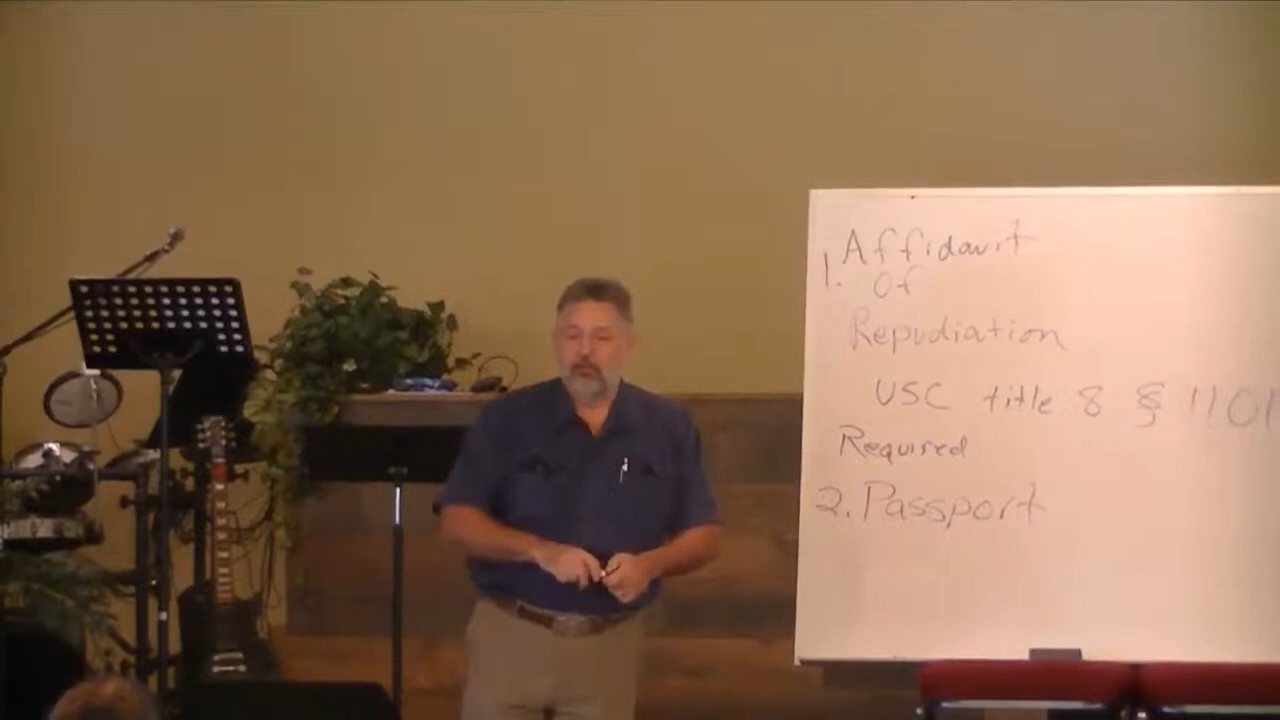 1. Affidavit
Of
Repudiation
USC title 8 § 1101
Required
2. Passport